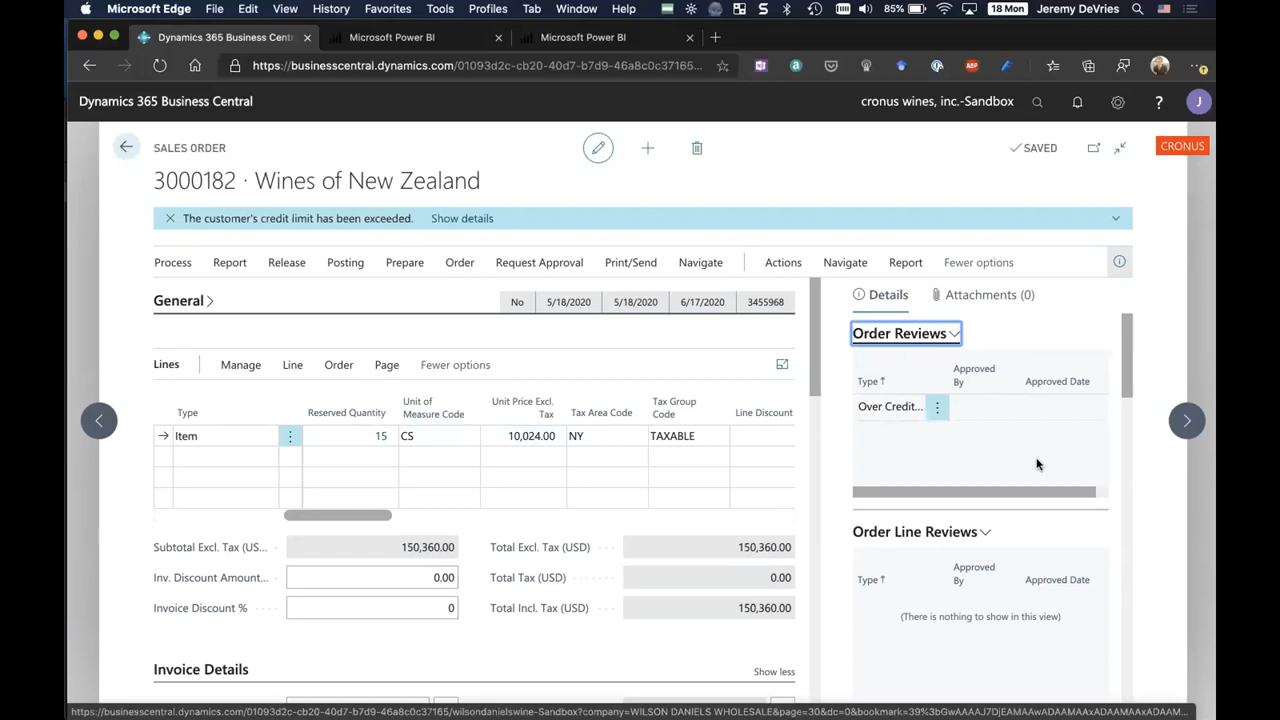 Microsoft Edge File Edit View History Favorites Tools Profiles Tab Window Help 85% 18 Mon Jeremy DeVries
Dynamics 365 Business Centr Microsoft Power BI Microsoft Power BI
https://businesscentral.dynamics.com/01093d2c-cb20-40d7-b7d9-46a8c0c37165...
Dynamics 365 Business Central cronus wines, inc.-Sandbox ? J
SALES ORDER SAVED CRONUS
3000182 · Wines of New Zealand
The customer's credit limit has been exceeded. Show details
Process Report Release Posting Prepare Order Request Approval Print/Send Navigate Actions Navigate Report Fewer options
General No 5/18/2020 5/18/2020 6/17/2020 3455968
Lines Manage Line Order Page Fewer options
Type Reserved Quantity Unit of Measure Code Unit Price Excl. Tax Tax Area Code Tax Group Code Line Discount
Item 15 CS 10,024.00 NY TAXABLE
Subtotal Excl. Tax (US... 150,360.00 Total Excl. Tax (USD) 150,360.00
Inv. Discount Amount... 0.00 Total Tax (USD) 0.00
Invoice Discount % 0 Total Incl. Tax (USD) 150,360.00
Invoice Details Show less
Details Attachments (0)
Order Reviews
Type ↑ Approved By Approved Date
Over Credit...
Order Line Reviews
Type ↑ Approved By Approved Date
(There is nothing to show in this view)